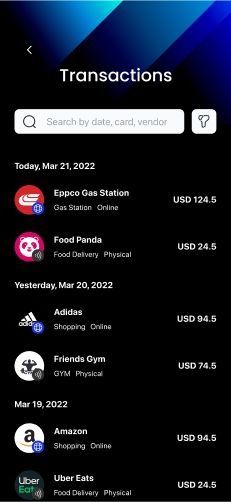 Transactions
Search by date, card, vendor
Today, Mar 21, 2022
Eppco Gas Station
USD 124.5
Gas Station Online
Food Panda
USD 24.5
Food Delivery Physical
Yesterday, Mar 20, 2022
Adidas
USD 94.5
Shopping Online
Friends Gym
USD 74.5
GYM Physical
Mar 19, 2022
Amazon
USD 94.5
Shopping Online
Uber
Eats
Uber Eats
USD 24.5
Food Delivery Physical